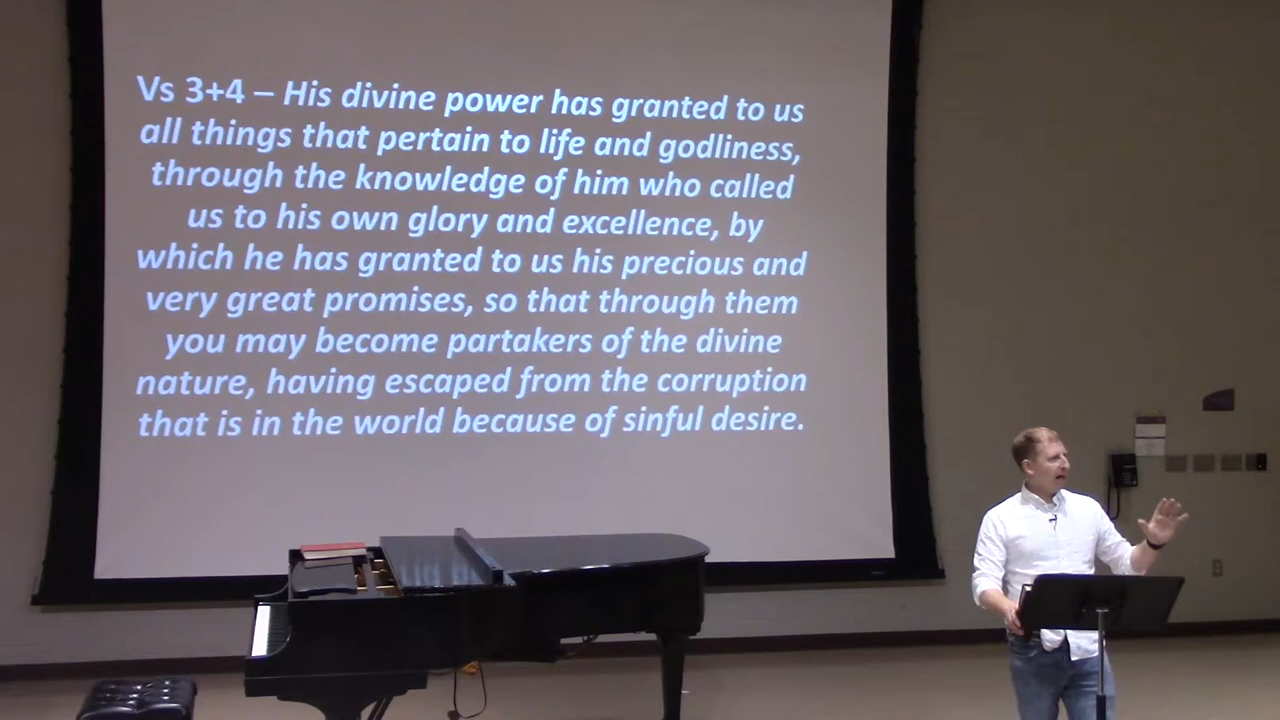 Vs 3+4 – His divine power has granted to us
all things that pertain to life and godliness,
through the knowledge of him who called
us to his own glory and excellence, by
which he has granted to us his precious and
very great promises, so that through them
you may become partakers of the divine
nature, having escaped from the corruption
that is in the world because of sinful desire.